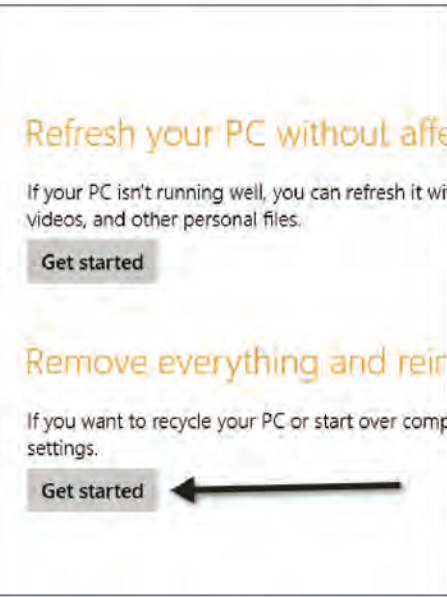 Refresh your PC without affe
If your PC isn't running well, you can refresh it wi
videos, and other personal files.
Get started
Remove everything and rein
If you want to recycle your PC or start over comp
settings.
Get started